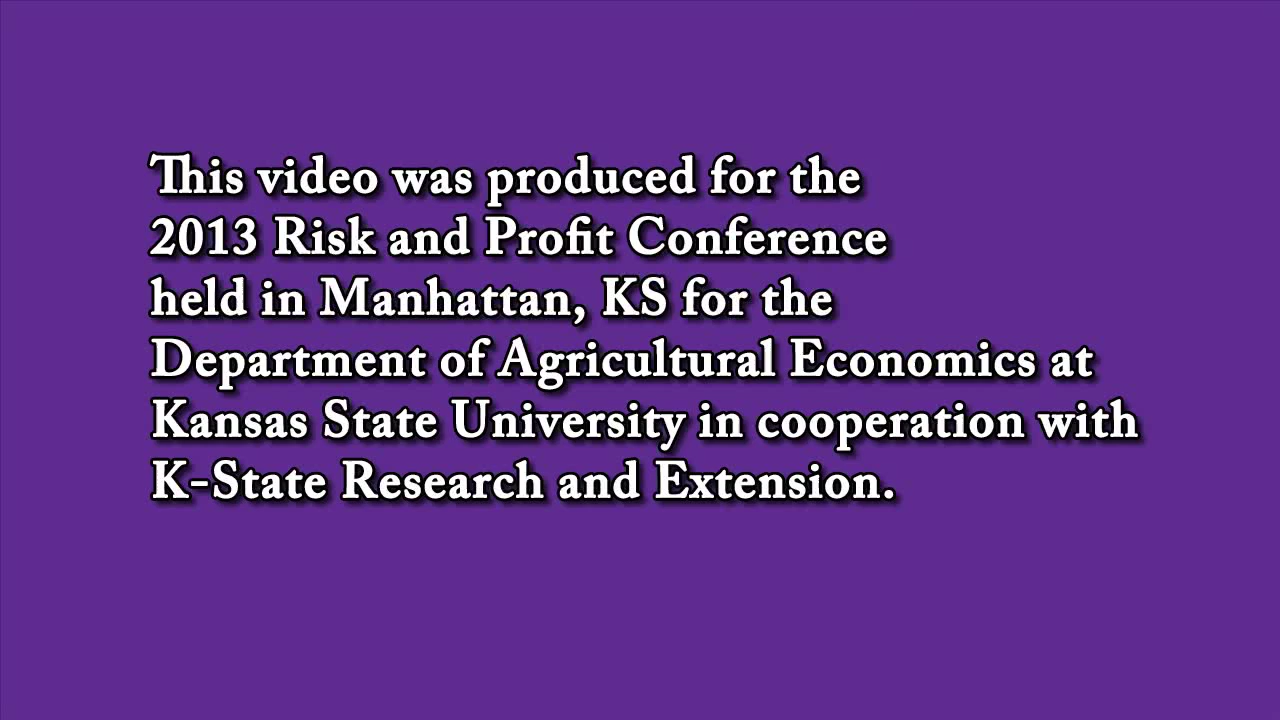 This video was produced for the
2013 Risk and Profit Conference
held in Manhattan, KS for the
Department of Agricultural Economics at
Kansas State University in cooperation with
K-State Research and Extension.